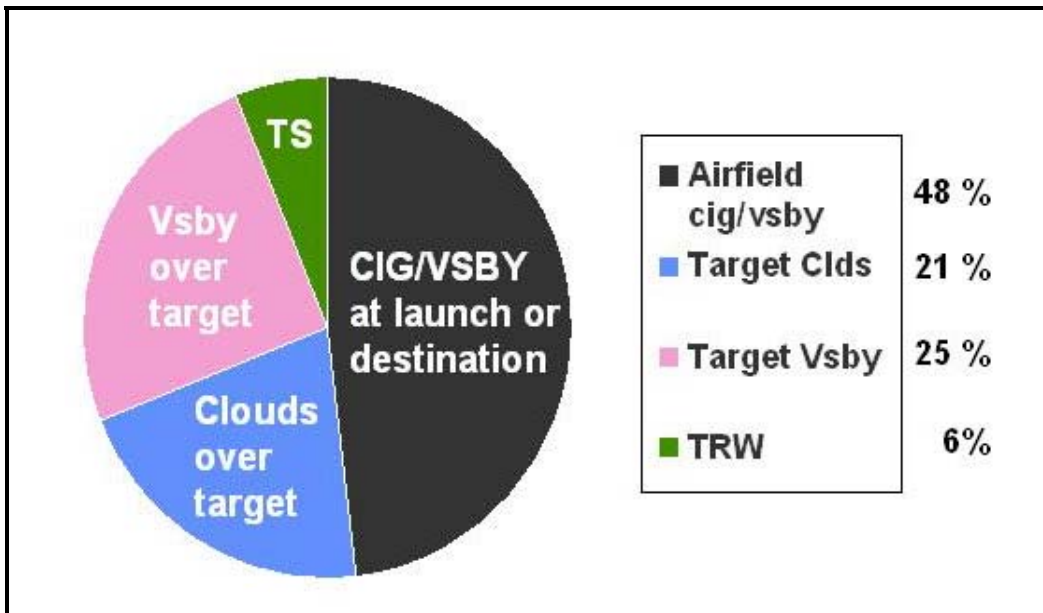 TS
Vsby
over
target
CIG/VSBY
at launch or
destination
Clouds
over
target
Airfield
cig/vsby
48 %
Target Clds
21 %
Target Vsby
25 %
TRW
6%